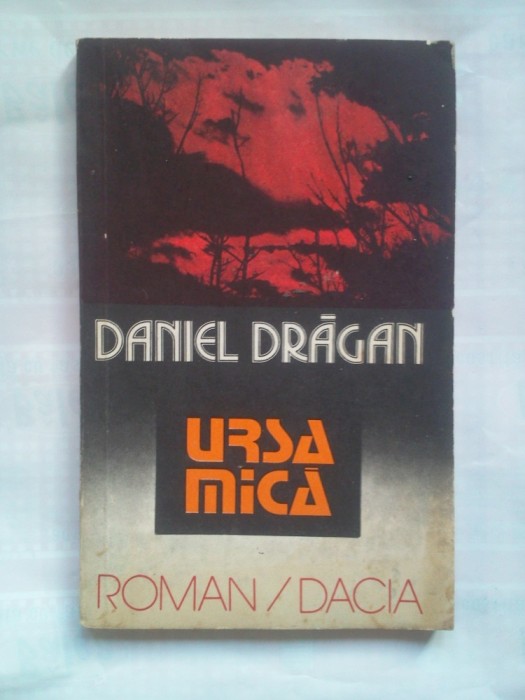 DANIEL DRĂGAN
URSA
MICĂ
ROMAN / DACIA